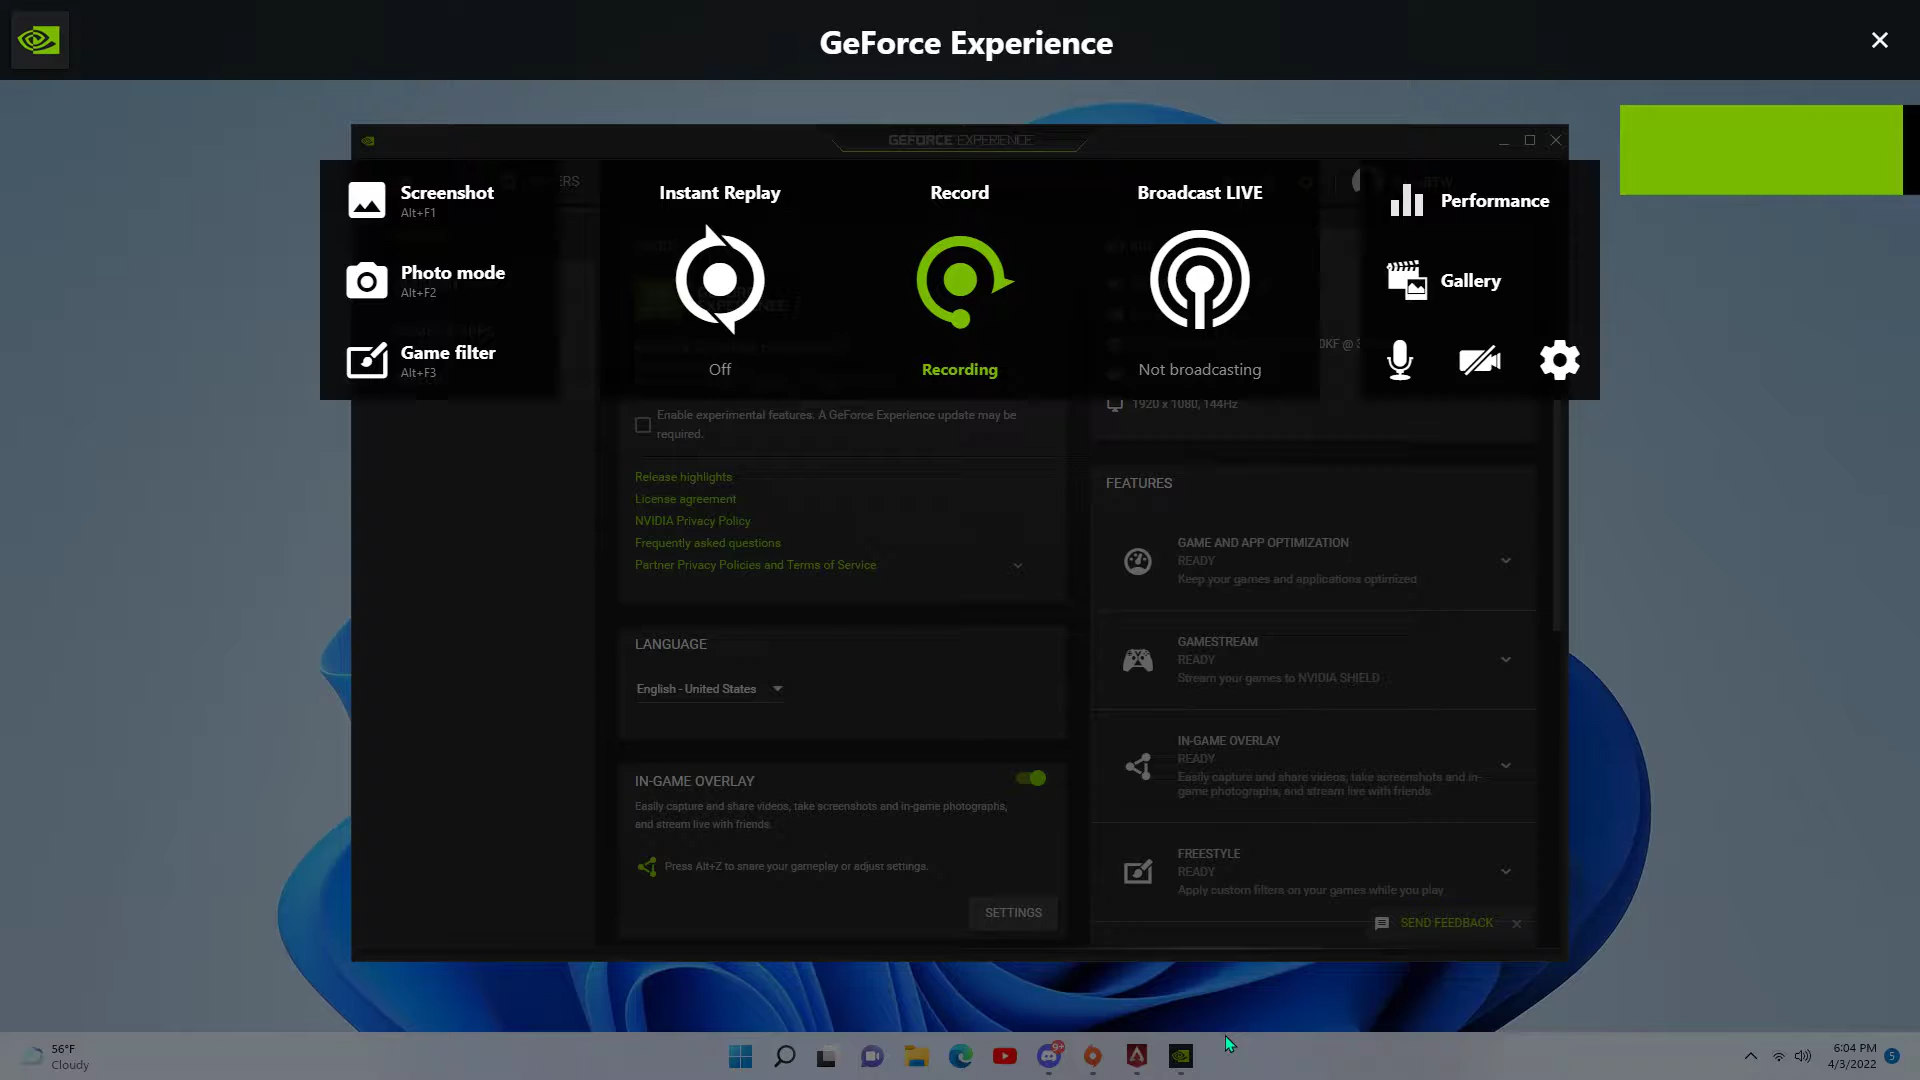 GeForce Experience
GEFORCE EXPERIENCE
Screenshot
Alt+F1
Photo mode
Alt+F2
Game filter
Alt+F3
Instant Replay
Off
Record
Recording
Broadcast LIVE
Not broadcasting
Performance
Gallery
1920 x 1080, 144Hz
Enable experimental features. A GeForce Experience update may be
required.
Release highlights
License agreement
NVIDIA Privacy Policy
Frequently asked questions
Partner Privacy Policies and Terms of Service
LANGUAGE
English - United States
IN-GAME OVERLAY
Easily capture and share videos, take screenshots and in-game photographs,
and stream live with friends.
Press Alt+Z to share your gameplay or adjust settings.
SETTINGS
FEATURES
GAME AND APP OPTIMIZATION
READY
Keep your games and applications optimized
GAMESTREAM
READY
Stream your games to NVIDIA SHIELD
IN-GAME OVERLAY
READY
Easily capture and share videos, take screenshots and in-
game photographs, and stream live with friends.
FREESTYLE
READY
Apply custom filters on your games while you play
SEND FEEDBACK
56°F
Cloudy
9+
6:04 PM
4/3/2022
5